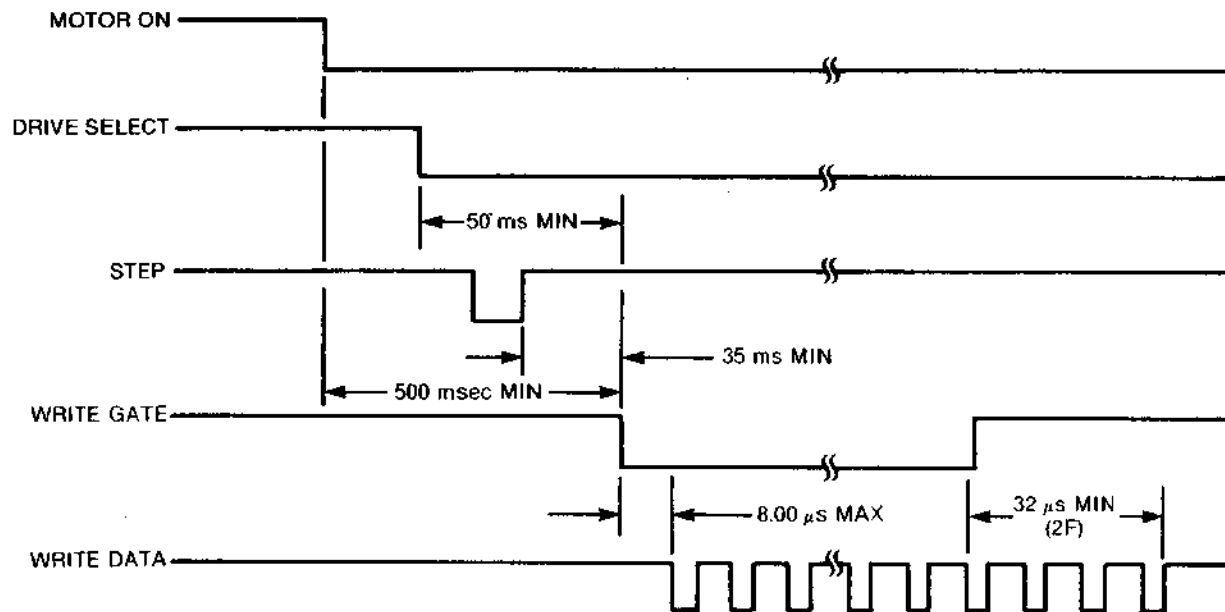 MOTOR ON
DRIVE SELECT
50 ms MIN
STEP
35 ms MIN
500 msec MIN
WRITE GATE
8.00 μs MAX
32 μs MIN
(2F)
WRITE DATA